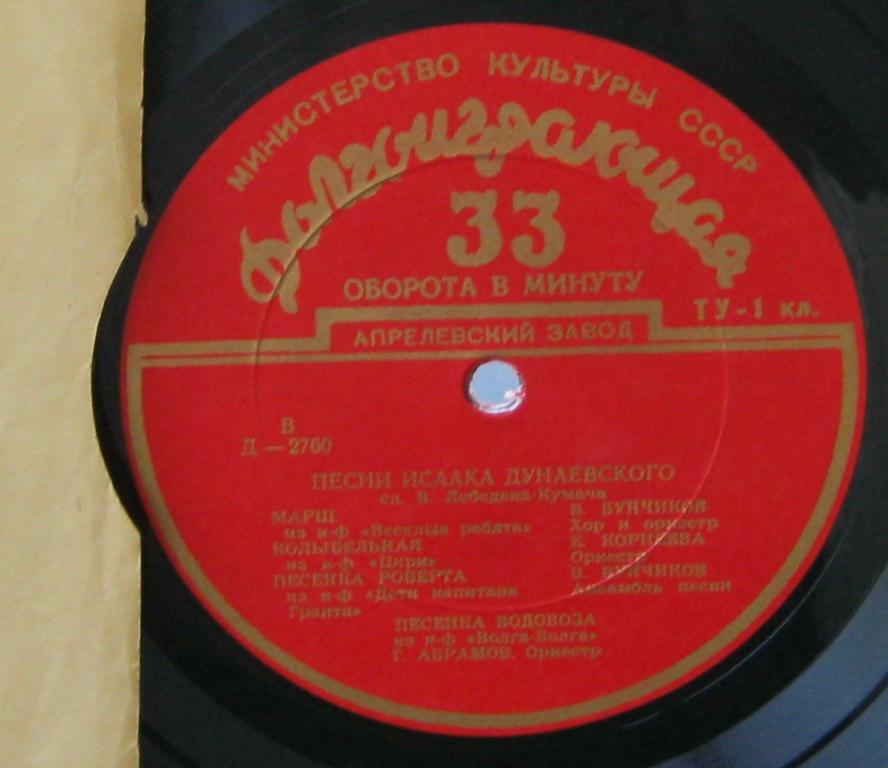 МИНИСТЕРСТВО КУЛЬТУРЫ СССР
Долгоиграющая
33
ОБОРОТА В МИНУТУ
ТУ-1 кл.
АПРЕЛЕВСКИЙ ЗАВОД
В
Д — 2760
ПЕСНИ ИСААКА ДУНАЕВСКОГО
сл. В. Лебедева-Кумача
МАРШ В. БУНЧИКОВ
из к-ф «Веселые ребята» Хор и оркестр
КОЛЫБЕЛЬНАЯ Е. КОРНЕЕВА
из к-ф «Цирк» Оркестр
ПЕСЕНКА РОБЕРТА В. БУНЧИКОВ
из к-ф «Дети капитана Ансамбль песни
Гранта»
ПЕСЕНКА ВОДОВОЗА
из к-ф «Волга-Волга»
Г. АБРАМОВ. Оркестр